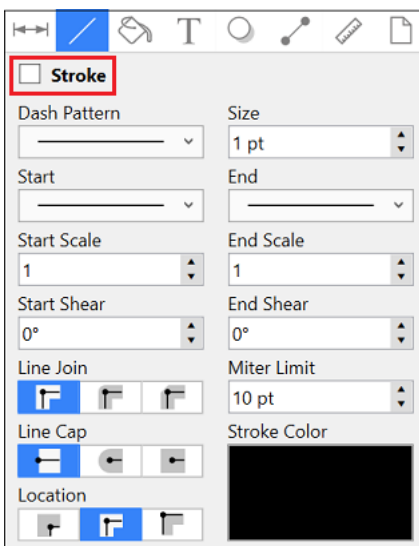 T
Stroke
Dash Pattern Size
1 pt
Start End
Start Scale End Scale
1 1
Start Shear End Shear
0° 0°
Line Join Miter Limit
10 pt
Line Cap Stroke Color
Location